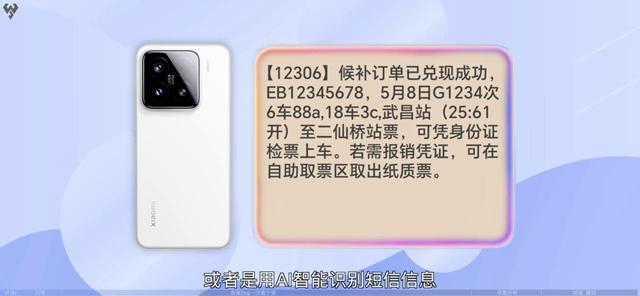 【12306】候补订单已兑现成功，
EB12345678，5月8日G1234次
6车88a,18车3c,武昌站（25:61
开）至二仙桥站票，可凭身份证
检票上车。若需报销凭证，可在
自助取票区取出纸质票。
XIAOMI
或者是用AI智能识别短信信息